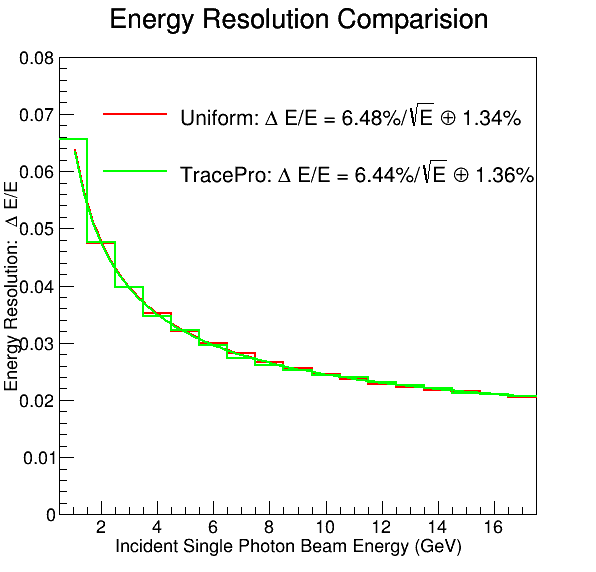 Energy Resolution Comparision
0.08
0.07
0.06
0.05
0.04
0.03
0.02
0.01
0
Energy Resolution: Δ E/E
Uniform: Δ E/E = 6.48%/√E ⊕ 1.34%
TracePro: Δ E/E = 6.44%/√E ⊕ 1.36%
2 4 6 8 10 12 14 16
Incident Single Photon Beam Energy (GeV)